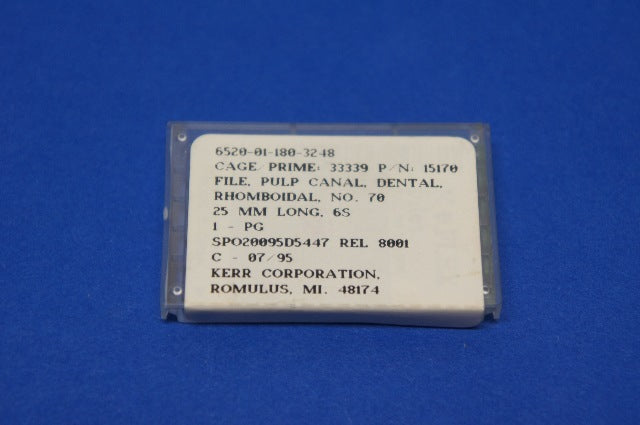 6520-01-180-3248
CAGE/PRIME: 33339 P/N: 15170
FILE, PULP CANAL, DENTAL,
RHOMBOIDAL, NO. 70
25 MM LONG, 6S
1 - PG
SPO20095D5447 REL 8001
C - 07/95
KERR CORPORATION,
ROMULUS, MI. 48174